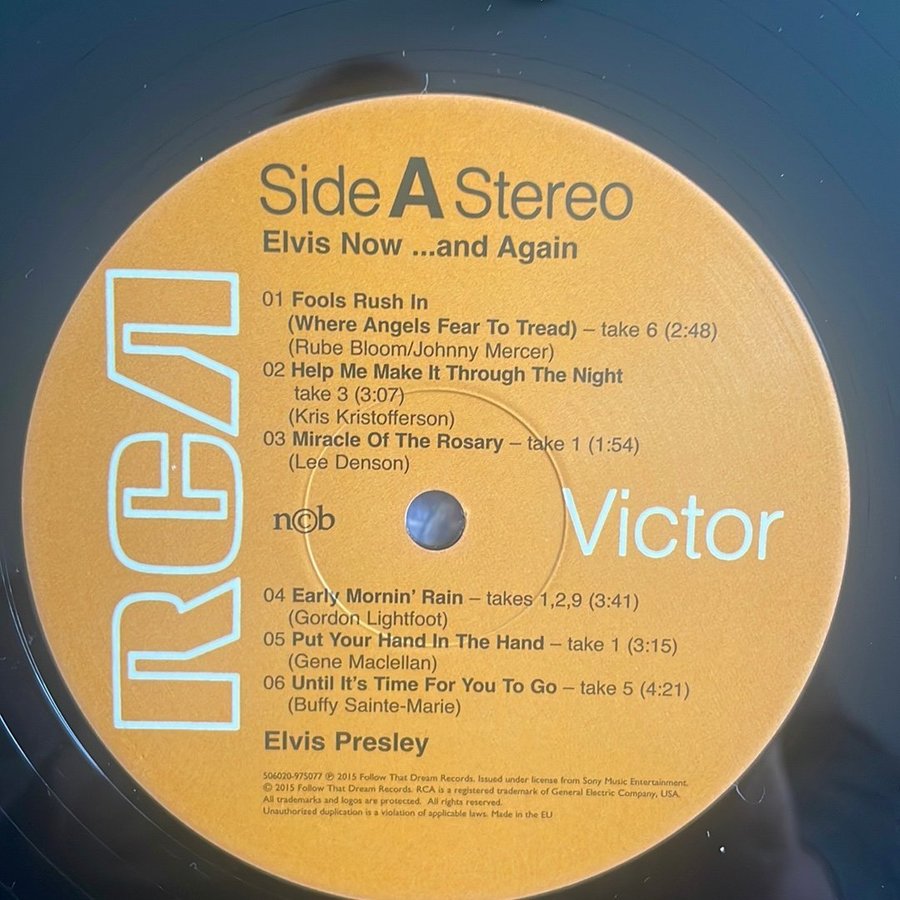 Side A Stereo
Elvis Now ...and Again
01 Fools Rush In
(Where Angels Fear To Tread) – take 6 (2:48)
(Rube Bloom/Johnny Mercer)
02 Help Me Make It Through The Night
take 3 (3:07)
(Kris Kristofferson)
03 Miracle Of The Rosary – take 1 (1:54)
(Lee Denson)
RCA
n©b
Victor
04 Early Mornin' Rain – takes 1,2,9 (3:41)
(Gordon Lightfoot)
05 Put Your Hand In The Hand – take 1 (3:15)
(Gene Maclellan)
06 Until It's Time For You To Go – take 5 (4:21)
(Buffy Sainte-Marie)
Elvis Presley
506020-975077 ℗ 2015 Follow That Dream Records. Issued under license from Sony Music Entertainment.
© 2015 Follow That Dream Records. RCA is a registered trademark of General Electric Company, USA.
All trademarks and logos are protected. All rights reserved.
Unauthorized duplication is a violation of applicable laws. Made in the EU